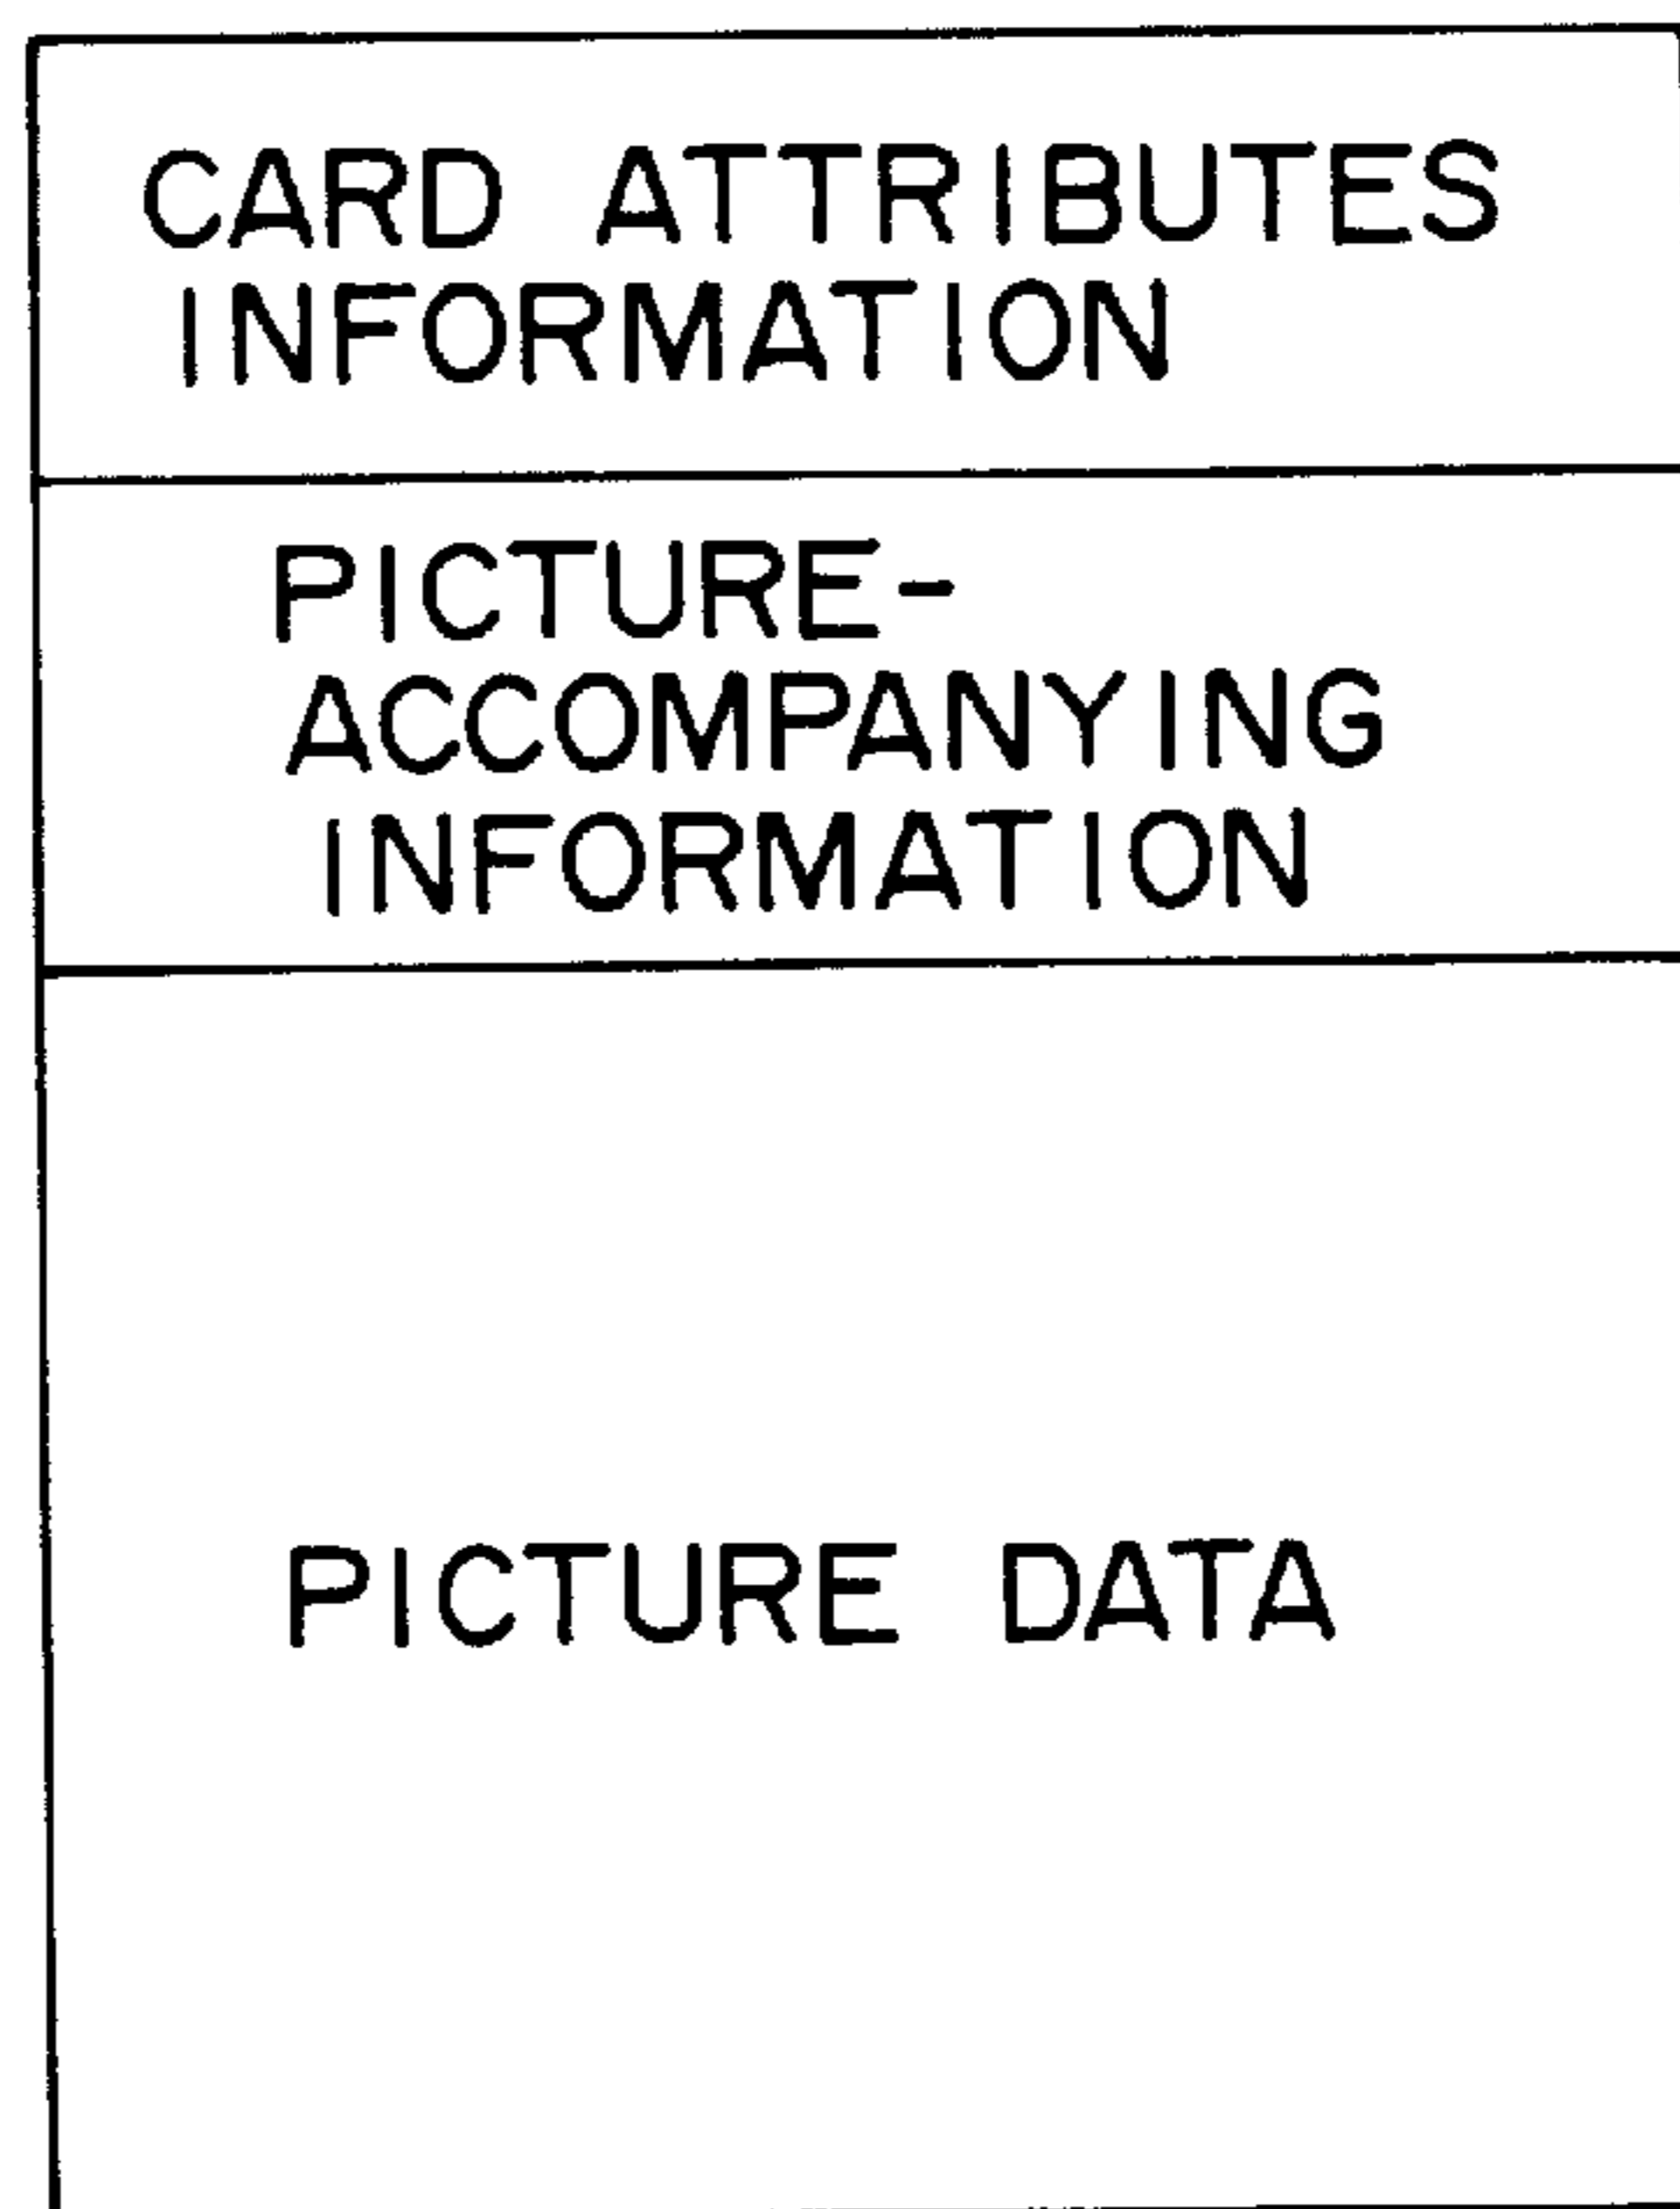 CARD ATTRIBUTES
INFORMATION
PICTURE-
ACCOMPANYING
INFORMATION
PICTURE DATA